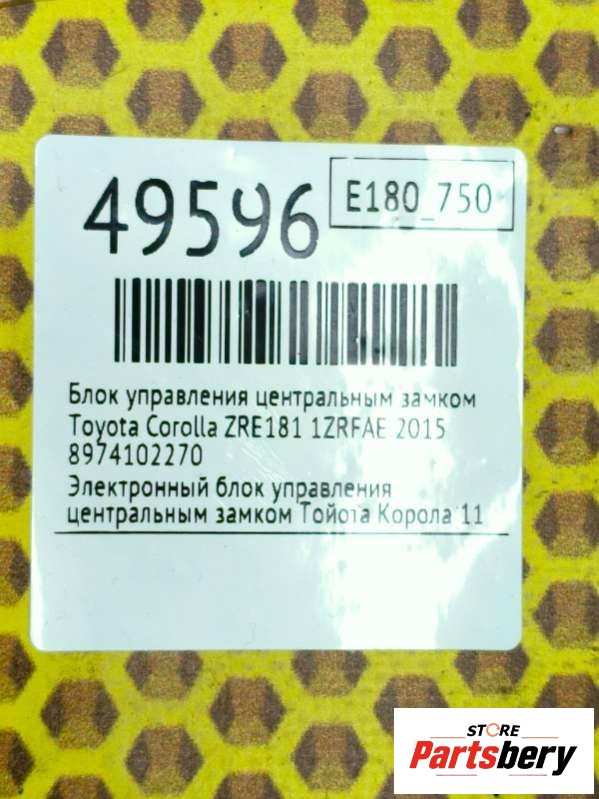 49596
E180_750
Блок управления центральным замком
Toyota Corolla ZRE181 1ZRFAE 2015
8974102270
Электронный блок управления
центральным замком Тойота Корола 11
STORE
Partsbery